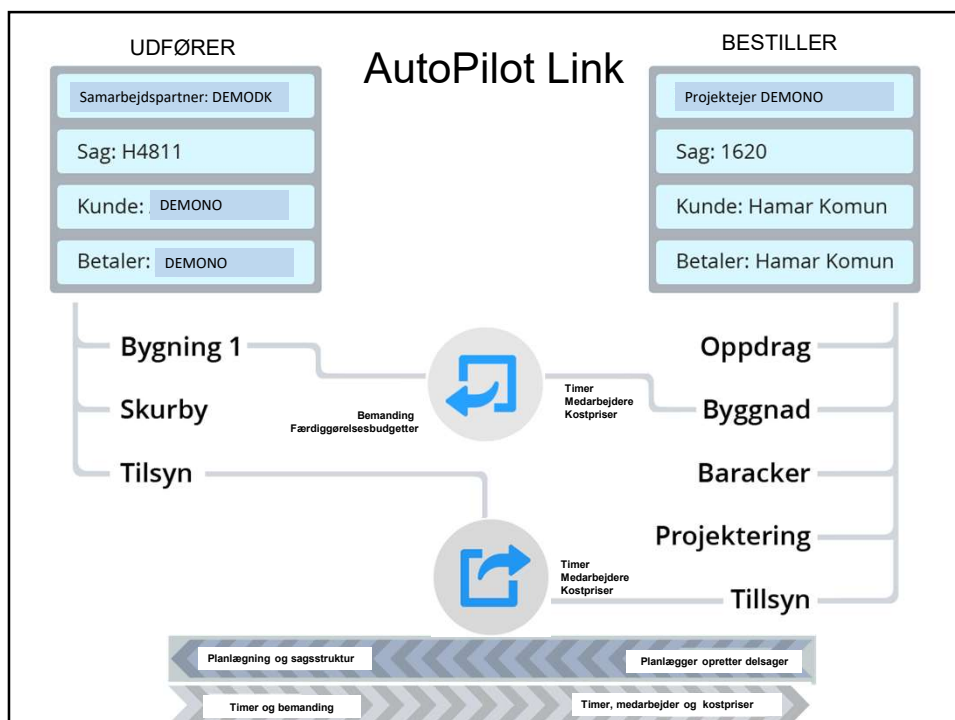 UDFØRER
AutoPilot Link
BESTILLER
Samarbejdspartner: DEMODK
Sag: H4811
Kunde: DEMONO
Betaler: DEMONO
Projektejer DEMONO
Sag: 1620
Kunde: Hamar Komun
Betaler: Hamar Komun
Bygning 1
Skurby
Tilsyn
Bemanding
Færdiggørelsesbudgetter
Timer
Medarbejdere
Kostpriser
Oppdrag
Byggnad
Baracker
Projektering
Tillsyn
Timer
Medarbejdere
Kostpriser
Planlægning og sagsstruktur
Planlægger opretter delsager
Timer og bemanding
Timer, medarbejder og kostpriser